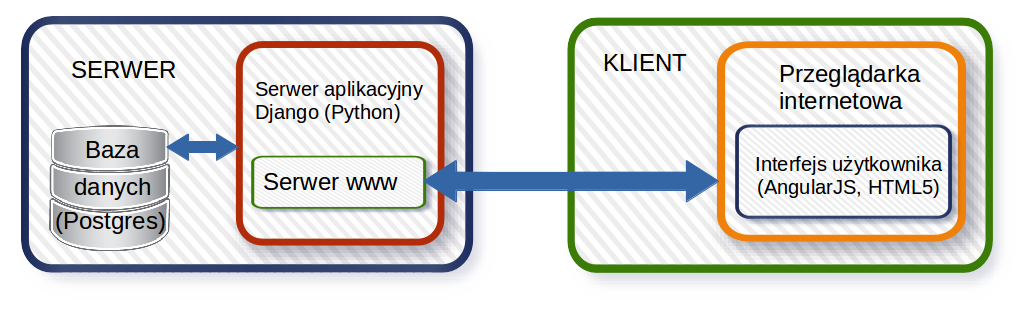 SERWER
Serwer aplikacyjny
Django (Python)
Baza
danych
(Postgres)
Serwer www
KLIENT
Przeglądarka
internetowa
Interfejs użytkownika
(AngularJS, HTML5)